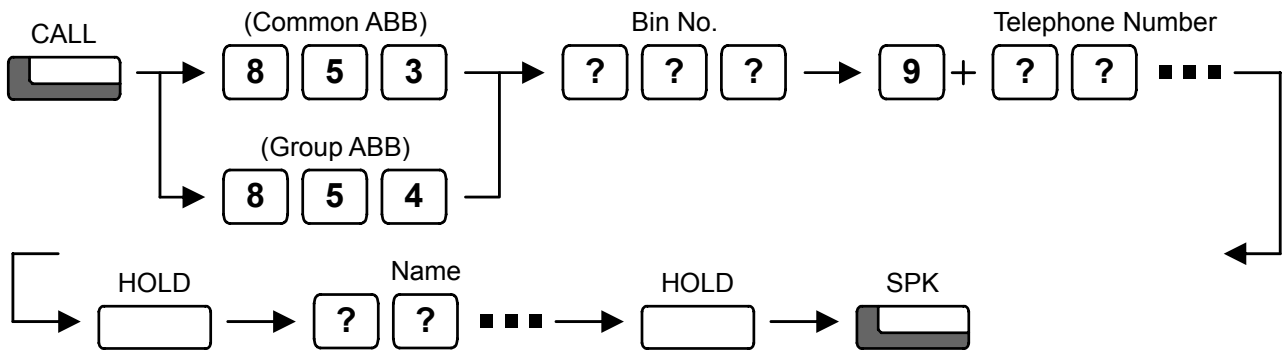 CALL
(Common ABB)
8 5 3
Bin No.
? ? ?
Telephone Number
9 + ? ?
(Group ABB)
8 5 4
HOLD
Name
? ?
HOLD
SPK